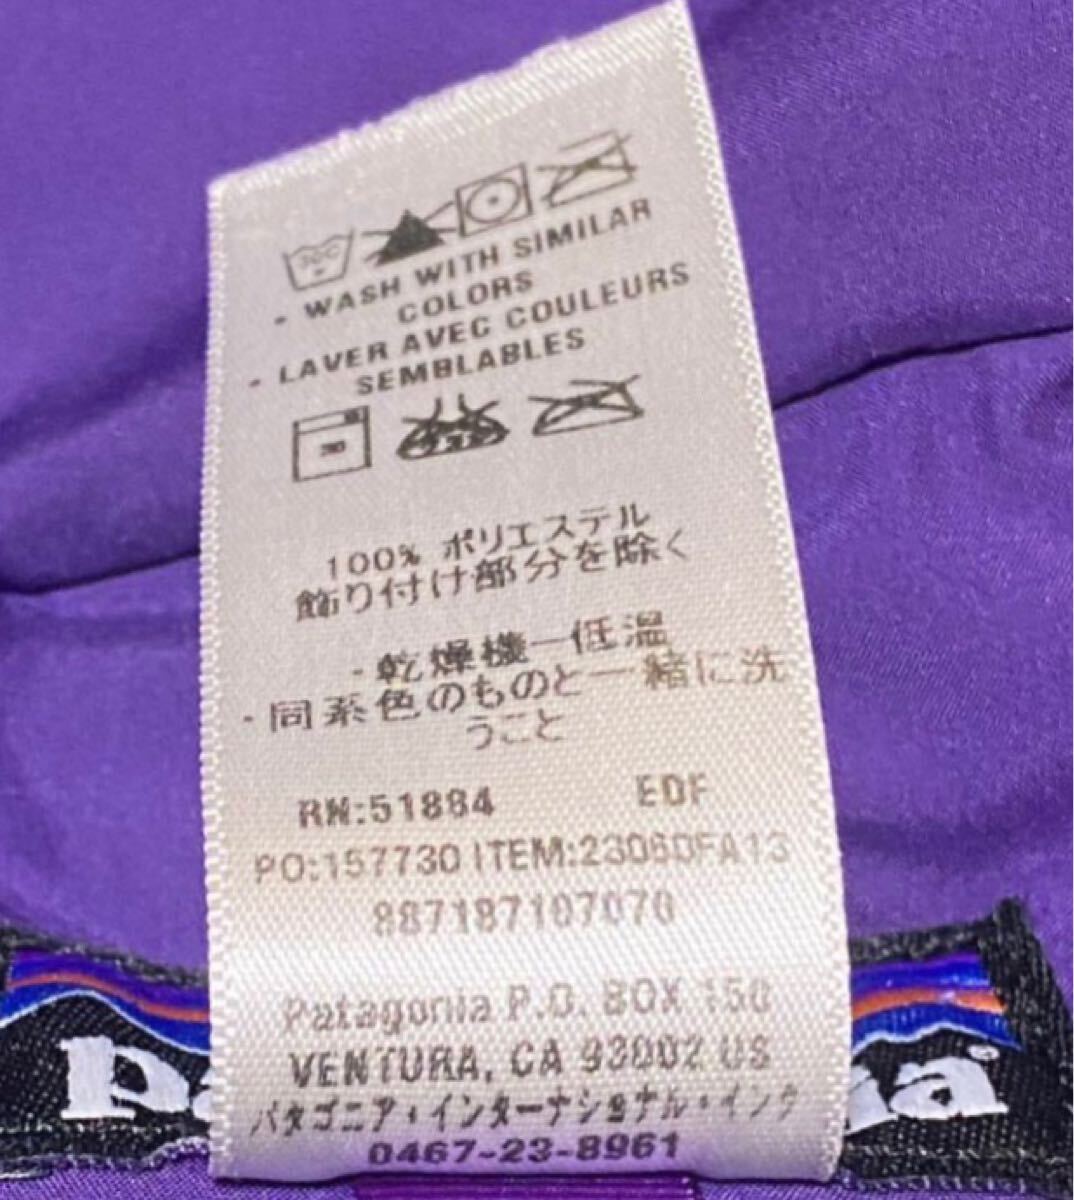 - WASH WITH SIMILAR
COLORS
- LAVER AVEC COULEURS
SEMBLABLES
30
100% ポリエステル
飾り付け部分を除く
- 乾燥機一低温
- 同系色のものと一緒に洗
うこと
RN:51884 EDF
PO:157730 ITEM:23060FA13
887187107070
Patagonia P.O. BOX 150
VENTURA, CA 93002 US
パタゴニア・インターナショナル・インク
0467-23-8961